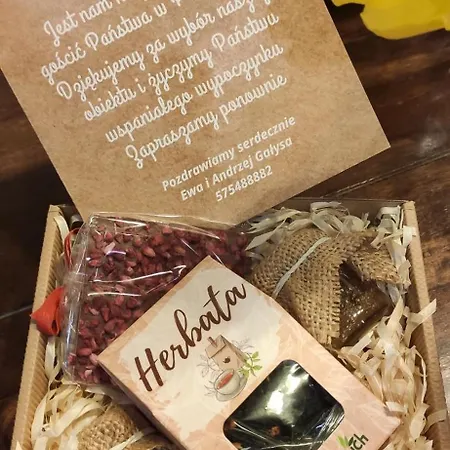 Jest nam
gościć Państwa w
Dziękujemy za wybór nasz
obiektu i życzymy Państwu
wspaniałego wypoczynku
Zapraszamy ponownie
Pozdrawiamy serdecznie
Ewa i Andrzej Gałysa
575488882
Herbata